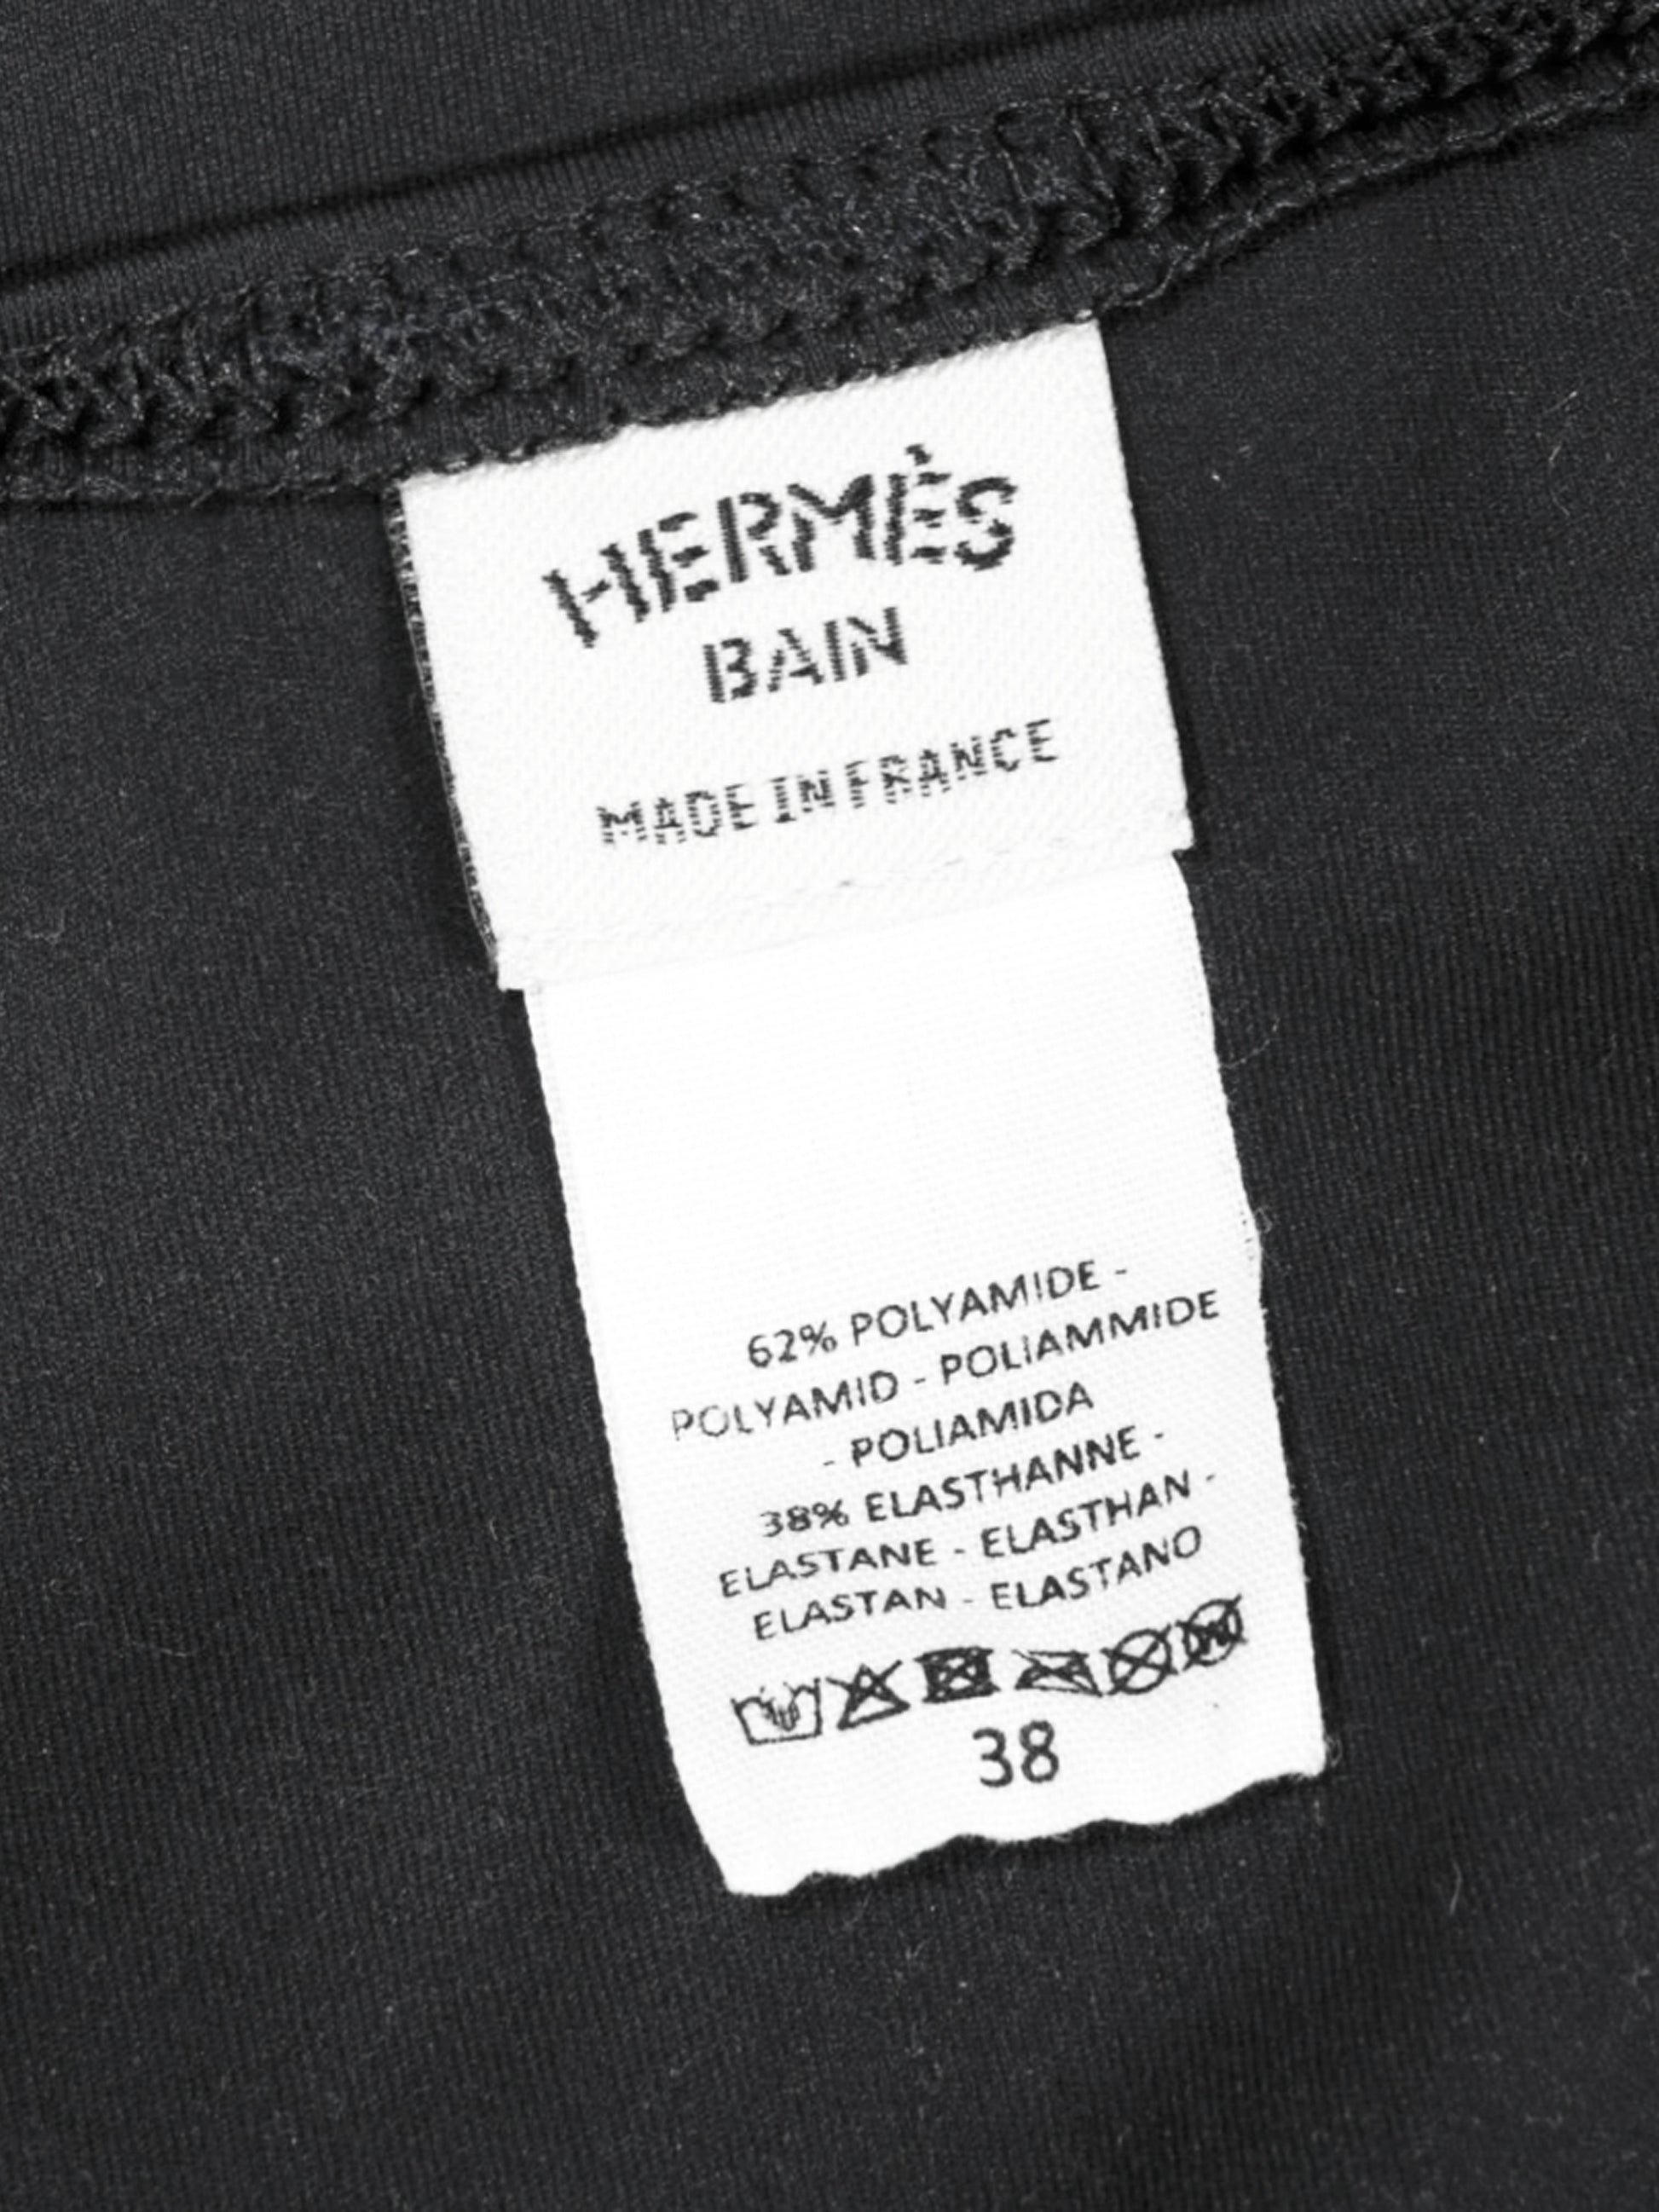 HERMÈS
BAIN
MADE IN FRANCE
62% POLYAMIDE -
POLYAMID - POLIAMMIDE
- POLIAMIDA
38% ELASTHANNE -
ELASTANE - ELASTHAN -
ELASTAN - ELASTANO
38